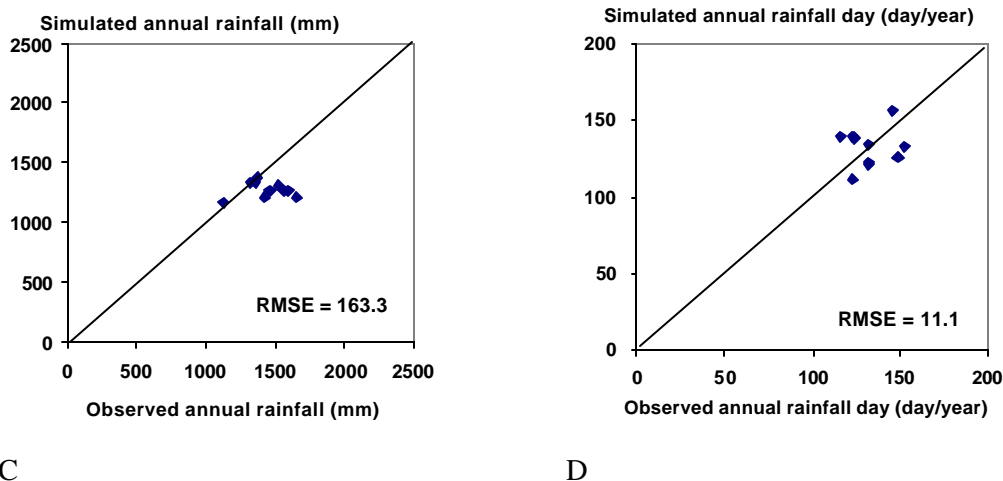 Simulated annual rainfall (mm)
2500
2000
1500
1000
500
0
RMSE = 163.3
0 500 1000 1500 2000 2500
Observed annual rainfall (mm)
C
Simulated annual rainfall day (day/year)
200
150
100
50
0
RMSE = 11.1
0 50 100 150 200
Observed annual rainfall day (day/year)
D